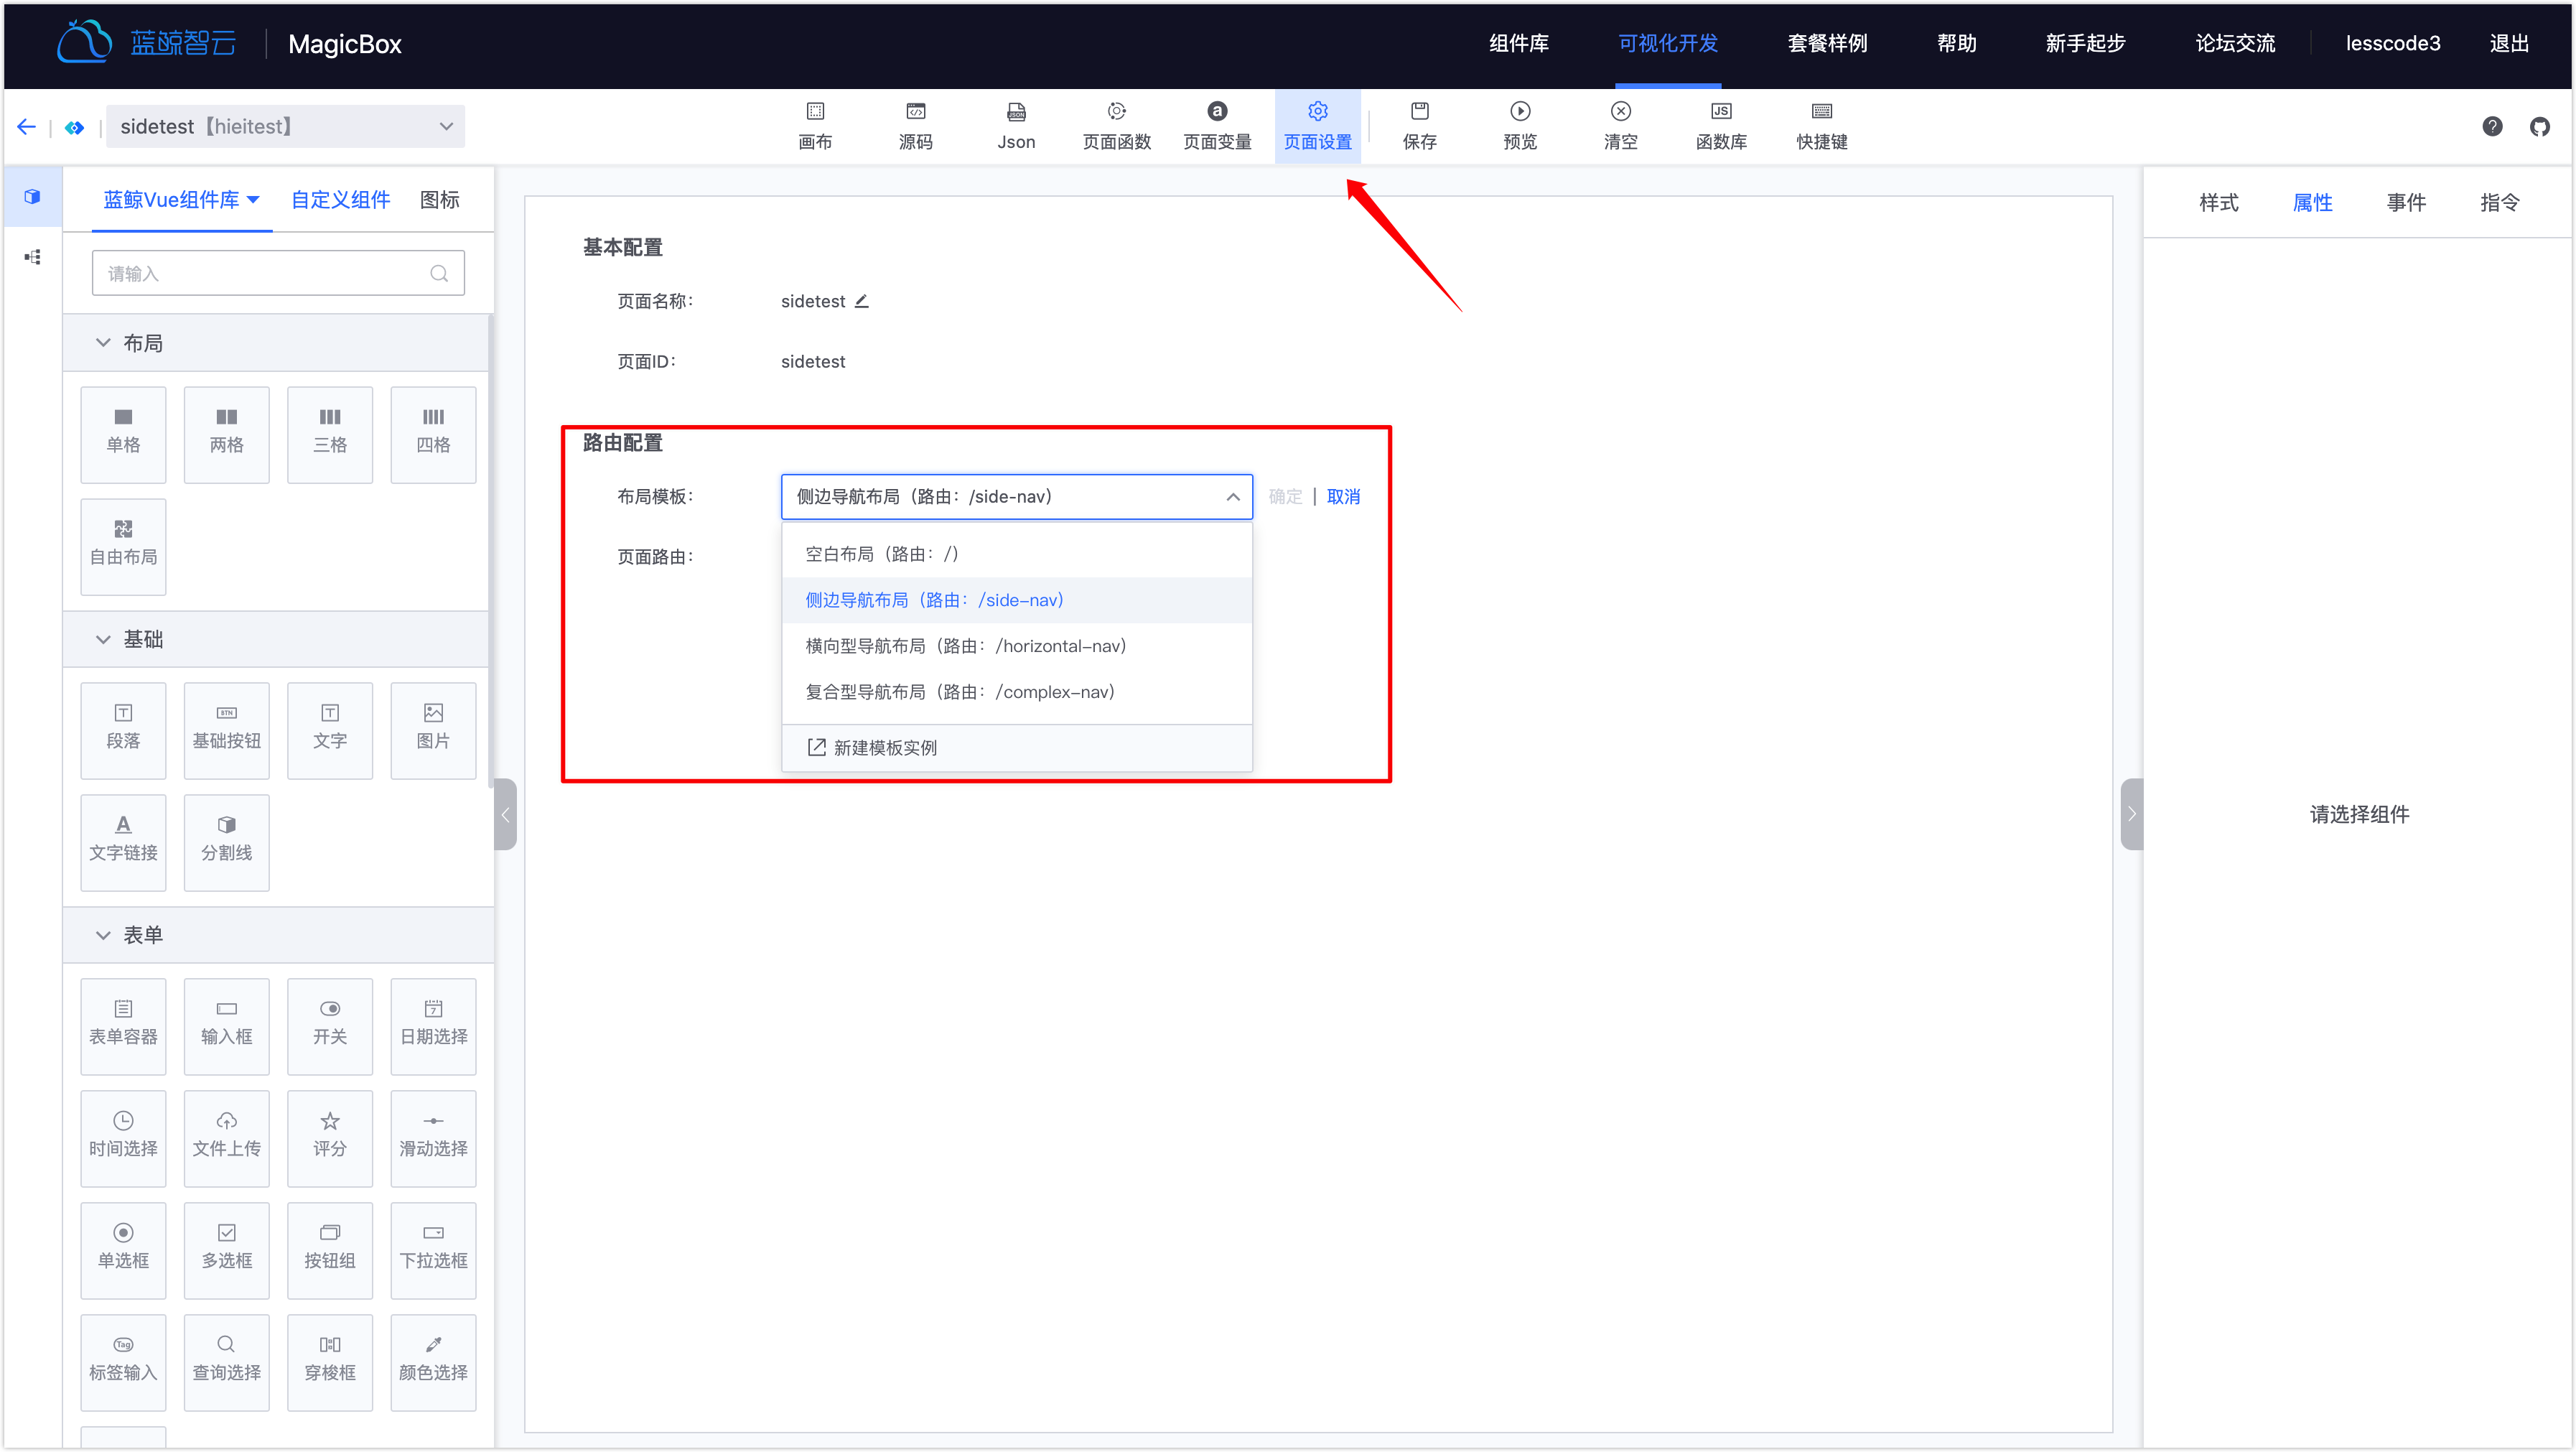 蓝鲸智云 MagicBox 组件库 可视化开发 套餐样例 帮助 新手起步 论坛交流 lesscode3 退出
sidetest【hieitest】
画布 源码 Json 页面函数 页面变量 页面设置 保存 预览 清空 函数库 快捷键
蓝鲸Vue组件库 自定义组件 图标
请输入
布局
单格 两格 三格 四格
自由布局
基础
段落 基础按钮 文字 图片
文字链接 分割线
表单
表单容器 输入框 开关 日期选择
时间选择 文件上传 评分 滑动选择
单选框 多选框 按钮组 下拉选框
标签输入 查询选择 穿梭框 颜色选择
基本配置
页面名称: sidetest
页面ID: sidetest
路由配置
布局模板: 侧边导航布局（路由：/side-nav） 确定 | 取消
页面路由:
空白布局（路由：/）
侧边导航布局（路由：/side-nav）
横向型导航布局（路由：/horizontal-nav）
复合型导航布局（路由：/complex-nav）
新建模板实例
样式 属性 事件 指令
请选择组件